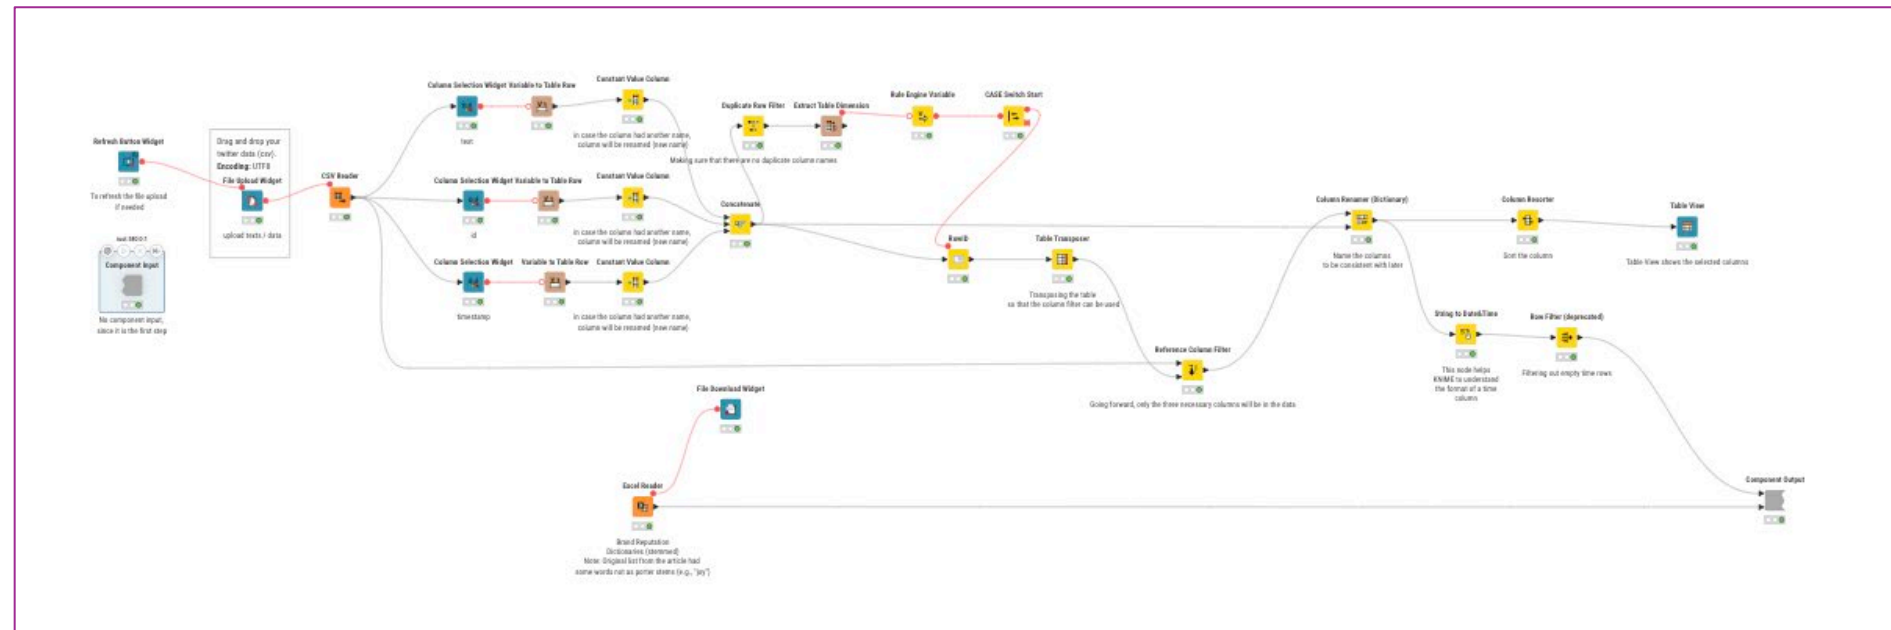 Refresh Button Widget
To refresh the file upload
if needed
Component Input
No component input,
since it is the first step
Drag and drop your
twitter data (csv).
Encoding: UTF8
File Upload Widget
upload texts / data
CSV Reader
Column Selection Widget
text
Variable to Table Row
Constant Value Column
in case the column had another name,
column will be renamed (new name)
Column Selection Widget
id
Variable to Table Row
Constant Value Column
in case the column had another name,
column will be renamed (new name)
Column Selection Widget
timestamp
Variable to Table Row
Constant Value Column
in case the column had another name,
column will be renamed (new name)
Concatenate
Duplicate Row Filter
Extract Table Dimension
Making sure that there are no duplicate column names
Rule Engine Variable
CASE Switch Start
RowID
Table Transposer
Transposing the table
so that the column filter can be used
Reference Column Filter
Going forward, only the three necessary columns will be in the data
Column Renamer (Dictionary)
Name the columns
to be consistent with later
Column Resorter
Sort the column
Table View
Table View shows the selected columns
String to Date&Time
This node helps
KNIME to understand
the format of a time
column
Row Filter (deprecated)
Filtering out empty time rows
File Download Widget
Excel Reader
Brand Reputation
Dictionaries (stemmed)
Note: Original list from the article had
some words not as porter stems (e.g., "joy")
Component Output